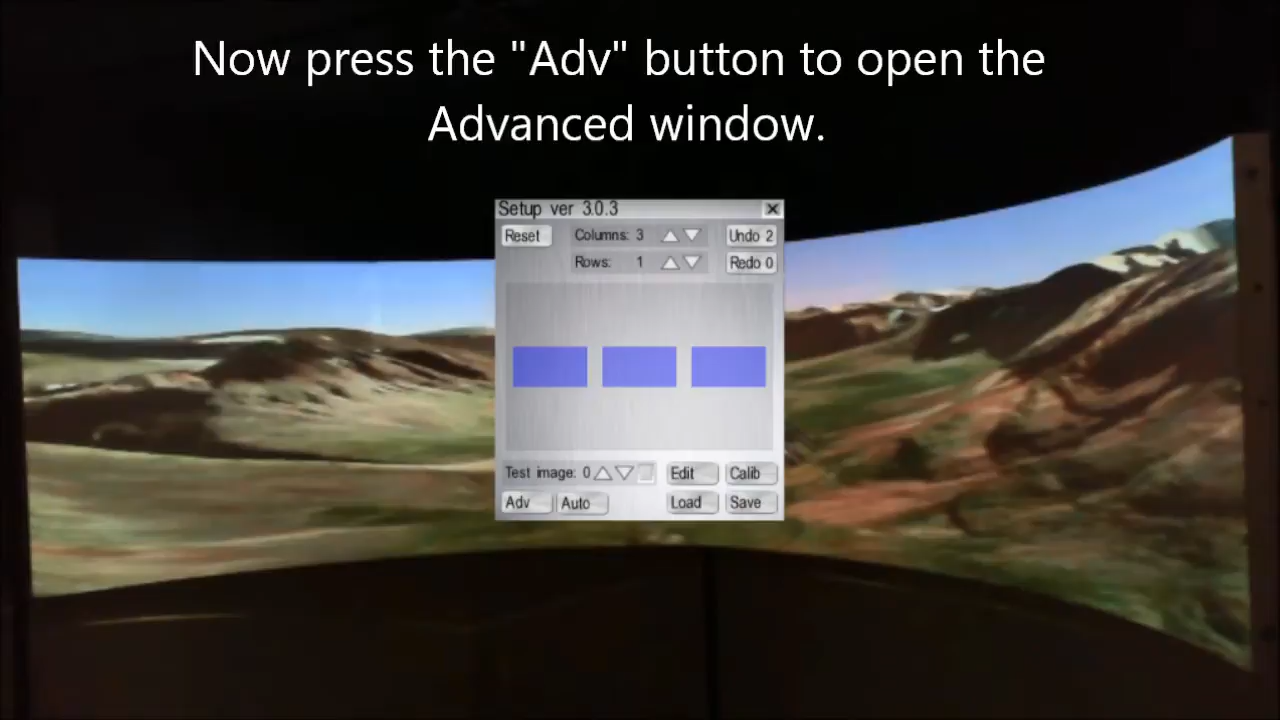 Now press the "Adv" button to open the
Advanced window.
Setup ver 3.0.3
Reset Columns: 3 Undo 2
Rows: 1 Redo 0
Test image: 0 Edit Calib
Adv Auto Load Save